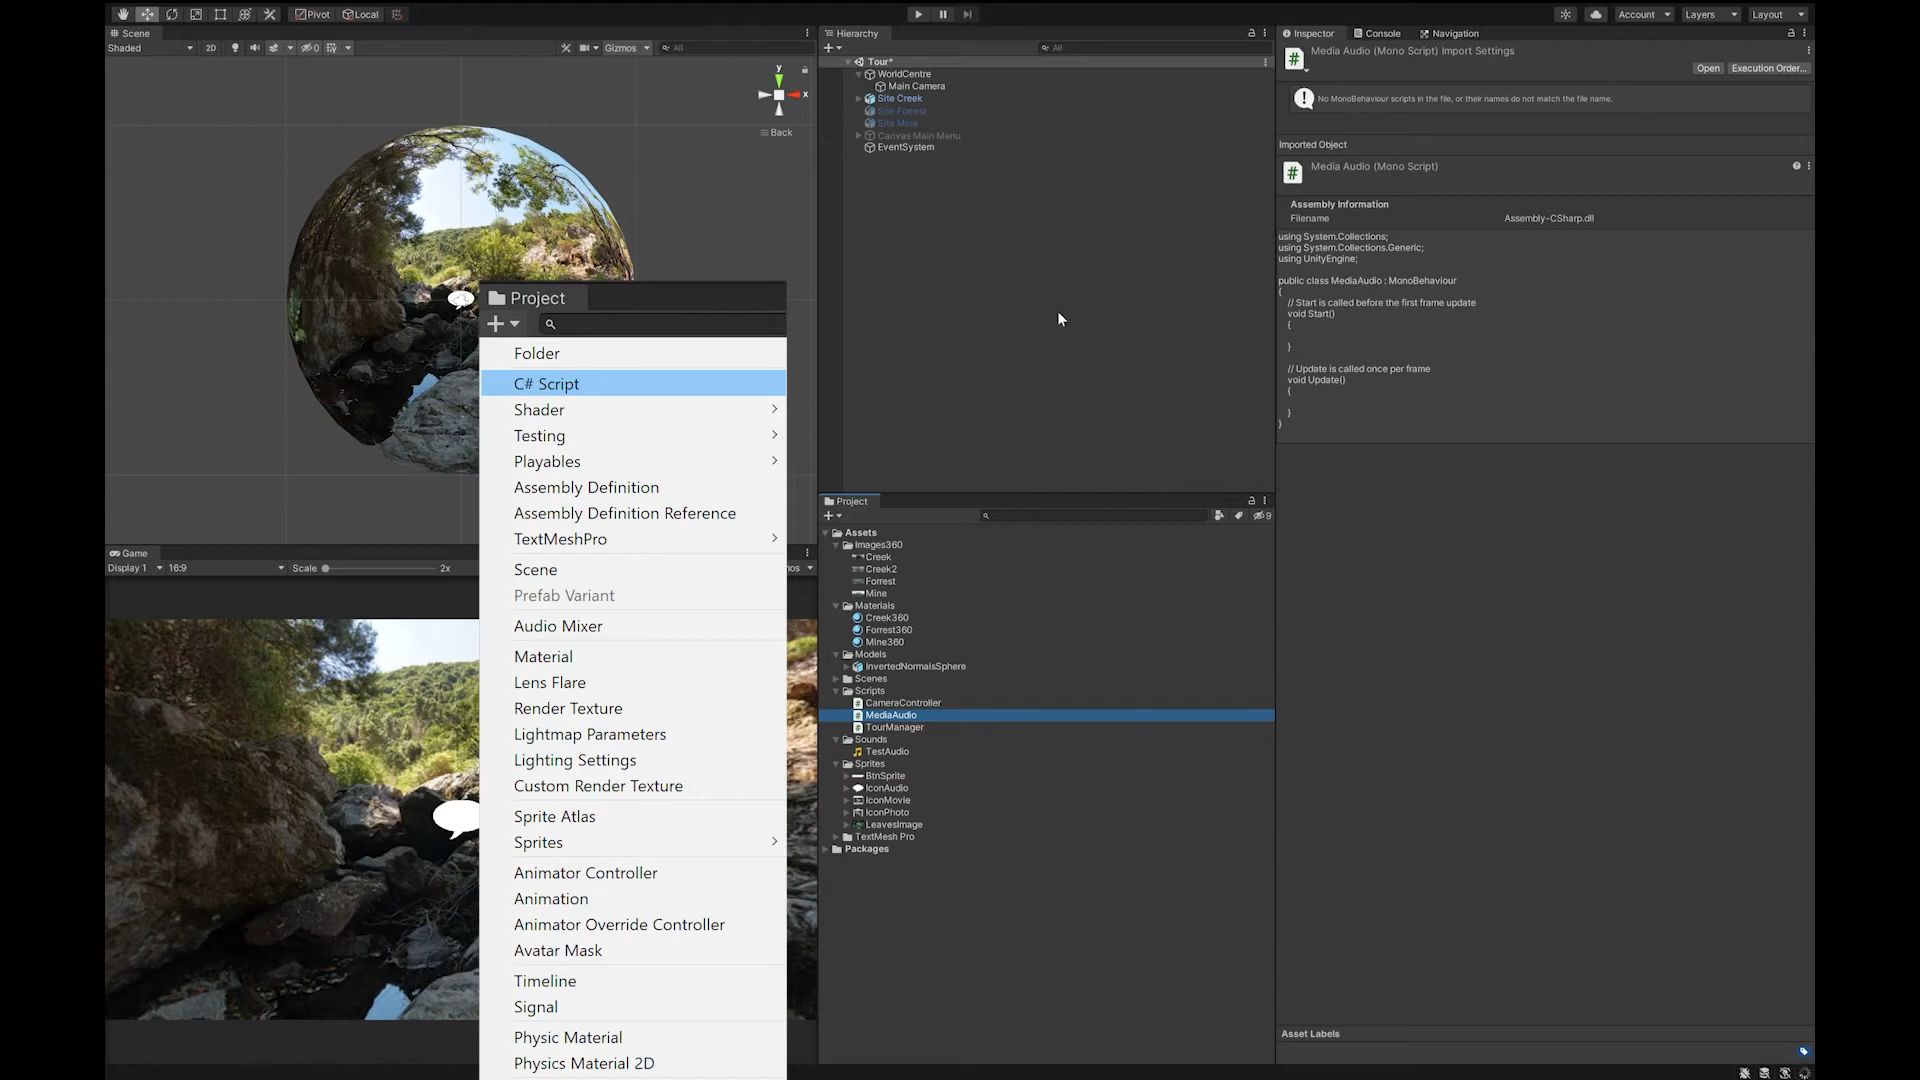 Pivot
Local
Account
Layers
Layout
Scene
Shaded
2D
0
Gizmos
All
y
x
Back
Game
Display 1
16:9
Scale
2x
mos
Project
Folder
C# Script
Shader
Testing
Playables
Assembly Definition
Assembly Definition Reference
TextMeshPro
Scene
Prefab Variant
Audio Mixer
Material
Lens Flare
Render Texture
Lightmap Parameters
Lighting Settings
Custom Render Texture
Sprite Atlas
Sprites
Animator Controller
Animation
Animator Override Controller
Avatar Mask
Timeline
Signal
Physic Material
Physics Material 2D
Hierarchy
All
Tour*
WorldCentre
Main Camera
Site Creek
Site Forrest
Site Mine
Canvas Main Menu
EventSystem
Project
9
Assets
Images360
Creek
Creek2
Forrest
Mine
Materials
Creek360
Forrest360
Mine360
Models
InvertedNormalsSphere
Scenes
Scripts
CameraController
MediaAudio
TourManager
Sounds
TestAudio
Sprites
BtnSprite
IconAudio
IconMovie
IconPhoto
LeavesImage
TextMesh Pro
Packages
Inspector
Console
Navigation
Media Audio (Mono Script) Import Settings
Open
Execution Order...
No MonoBehaviour scripts in the file, or their names do not match the file name.
Imported Object
Media Audio (Mono Script)
Assembly Information
Filename Assembly-CSharp.dll
using System.Collections;
using System.Collections.Generic;
using UnityEngine;
public class MediaAudio : MonoBehaviour
{
// Start is called before the first frame update
void Start()
{
}
// Update is called once per frame
void Update()
{
}
}
Asset Labels